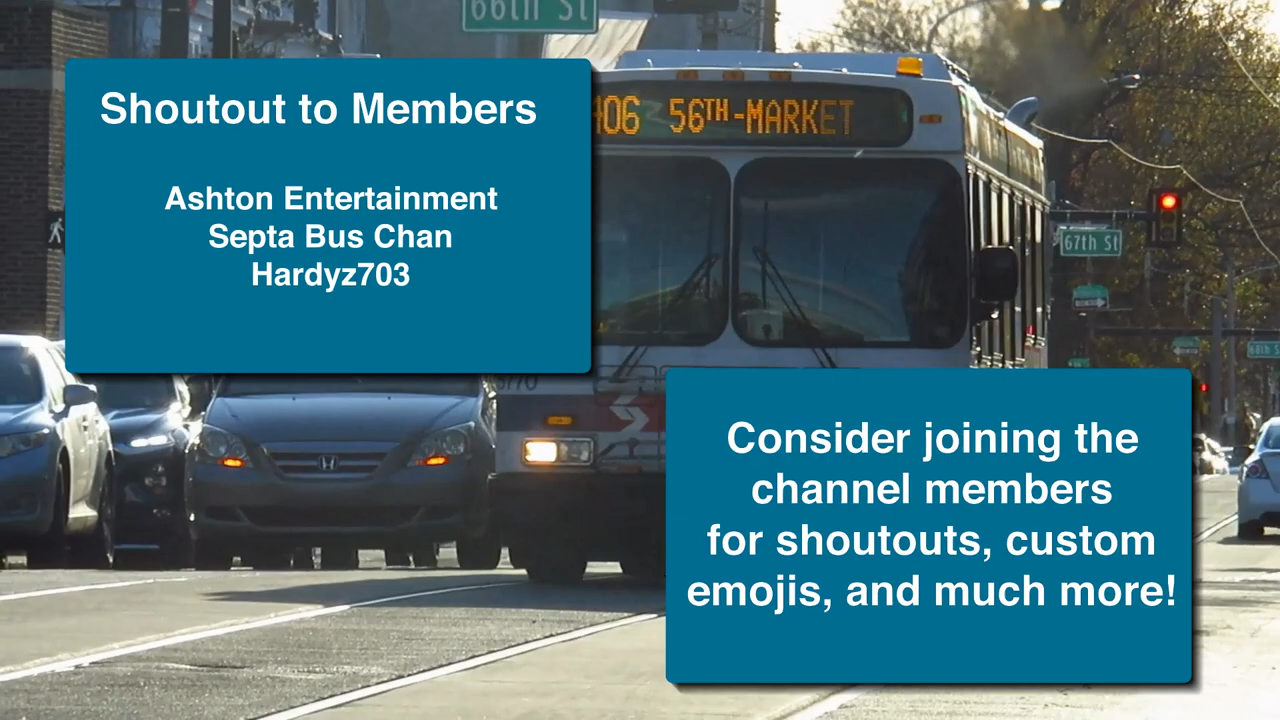 66th St
Shoutout to Members
Ashton Entertainment
Septa Bus Chan
Hardyz703
56TH-MARKET
67th St
68th S
Consider joining the
channel members
for shoutouts, custom
emojis, and much more!